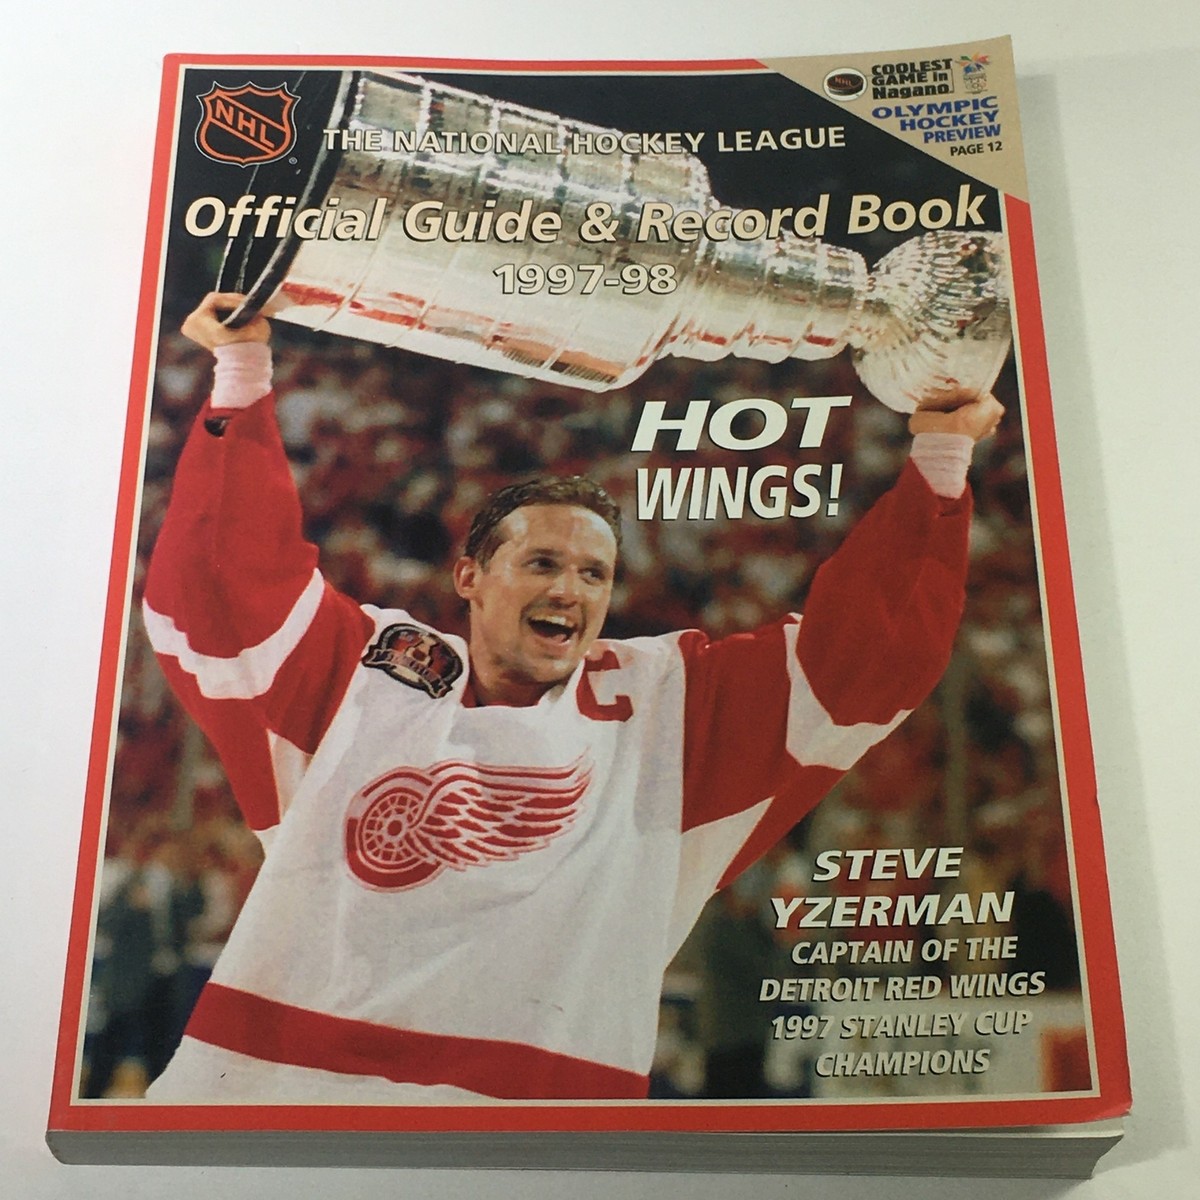 NHL
THE NATIONAL HOCKEY LEAGUE
Official Guide & Record Book
1997-98
NHL
COOLEST
GAME in
Nagano.
OLYMPIC
HOCKEY
PREVIEW
PAGE 12
HOT
WINGS!
C
STEVE
YZERMAN
CAPTAIN OF THE
DETROIT RED WINGS
1997 STANLEY CUP
CHAMPIONS